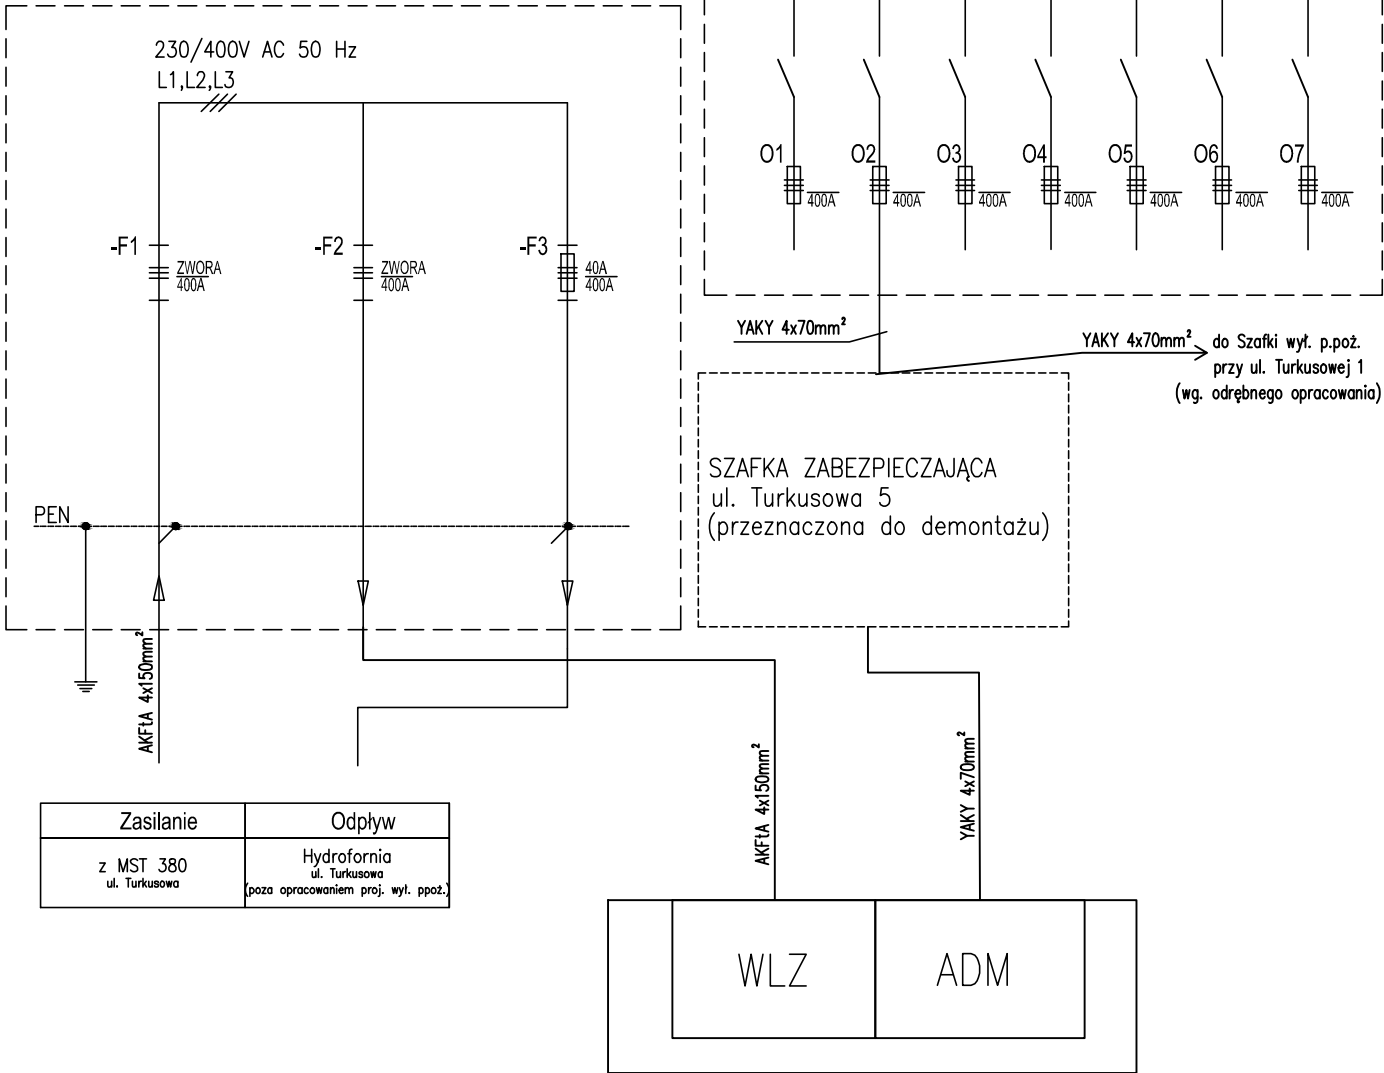 230/400V AC 50 Hz
L1,L2,L3
-F1
ZWORA
400A
-F2
ZWORA
400A
-F3
40A
400A
PEN
AKFtA 4x150mm²
Zasilanie
Odpływ
z MST 380
ul. Turkusowa
Hydrofornia
ul. Turkusowa
(poza opracowaniem proj. wył. ppoż.)
O1
400A
O2
400A
O3
400A
O4
400A
O5
400A
O6
400A
O7
400A
YAKY 4x70mm²
YAKY 4x70mm²
do Szafki wył. p.poż.
przy ul. Turkusowej 1
(wg. odrębnego opracowania)
SZAFKA ZABEZPIECZAJĄCA
ul. Turkusowa 5
(przeznaczona do demontażu)
AKFtA 4x150mm²
YAKY 4x70mm²
WLZ
ADM